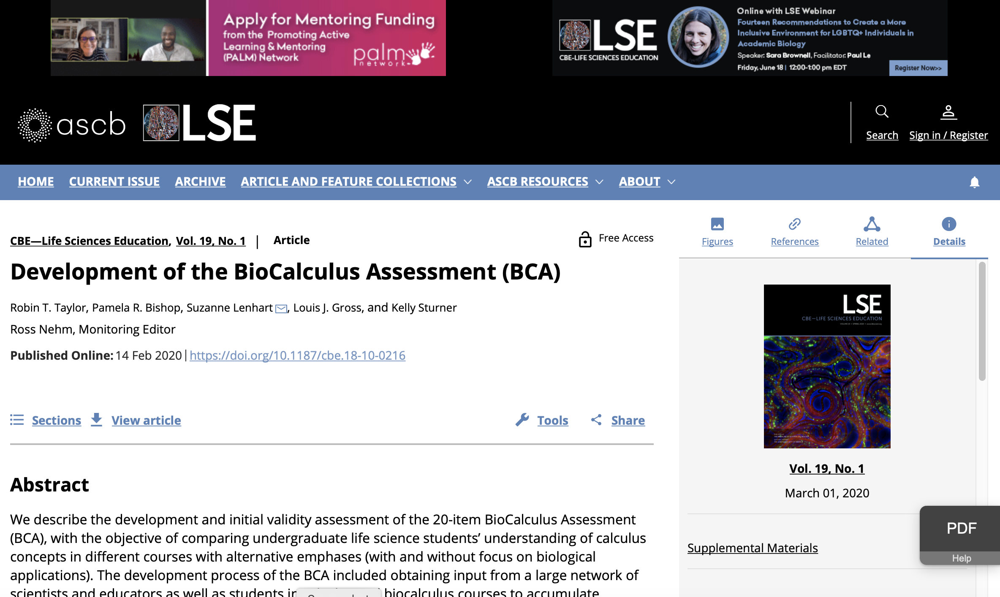 Apply for Mentoring Funding
from the Promoting Active
Learning & Mentoring
(PALM) Network
palm
network
LSE
CBE-LIFE SCIENCES EDUCATION
Online with LSE Webinar
Fourteen Recommendations to Create a More
Inclusive Environment for LGBTQ+ Individuals in
Academic Biology
Speaker: Sara Brownell, Facilitator: Paul Le
Friday, June 18 | 12:00-1:00 pm EDT
Register Now>>
ascb LSE
Search Sign in / Register
HOME CURRENT ISSUE ARCHIVE ARTICLE AND FEATURE COLLECTIONS ASCB RESOURCES ABOUT
CBE—Life Sciences Education, Vol. 19, No. 1 | Article
Free Access
Development of the BioCalculus Assessment (BCA)
Robin T. Taylor, Pamela R. Bishop, Suzanne Lenhart, Louis J. Gross, and Kelly Sturner
Ross Nehm, Monitoring Editor
Published Online: 14 Feb 2020 | https://doi.org/10.1187/cbe.18-10-0216
Sections View article Tools Share
Abstract
We describe the development and initial validity assessment of the 20-item BioCalculus Assessment
(BCA), with the objective of comparing undergraduate life science students’ understanding of calculus
concepts in different courses with alternative emphases (with and without focus on biological
applications). The development process of the BCA included obtaining input from a large network of
scientists and educators as well as students in biocalculus courses to accumulate
Figures References Related Details
LSE
CBE—LIFE SCIENCES EDUCATION
Vol. 19, No. 1
March 01, 2020
Supplemental Materials
PDF
Help